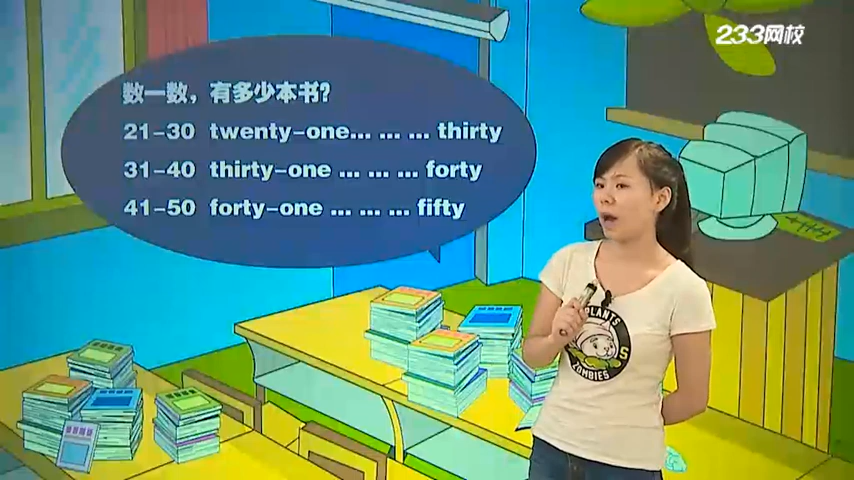 233网校
数一数，有多少本书?
21-30 twenty-one... ... ... thirty
31-40 thirty-one ... ... ... forty
41-50 forty-one ... ... ... fifty
PLANTS
VS
ZOMBIES